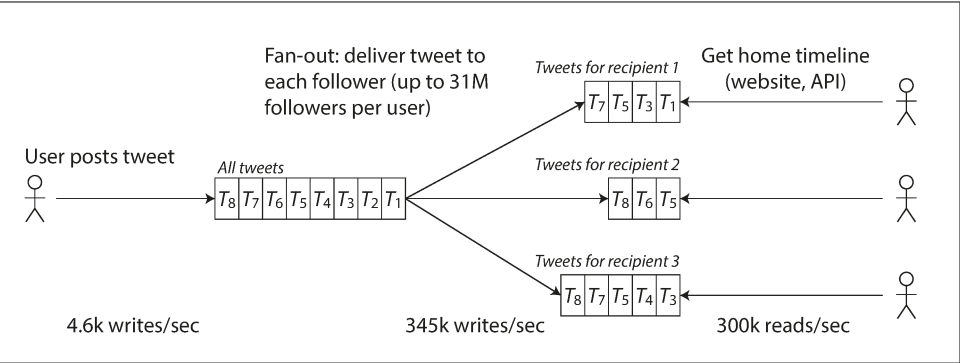 Fan-out: deliver tweet to
each follower (up to 31M
followers per user)
Tweets for recipient 1
T7 T5 T3 T1
Get home timeline
(website, API)
User posts tweet
All tweets
T8 T7 T6 T5 T4 T3 T2 T1
Tweets for recipient 2
T8 T6 T5
Tweets for recipient 3
T8 T7 T5 T4 T3
4.6k writes/sec
345k writes/sec
300k reads/sec